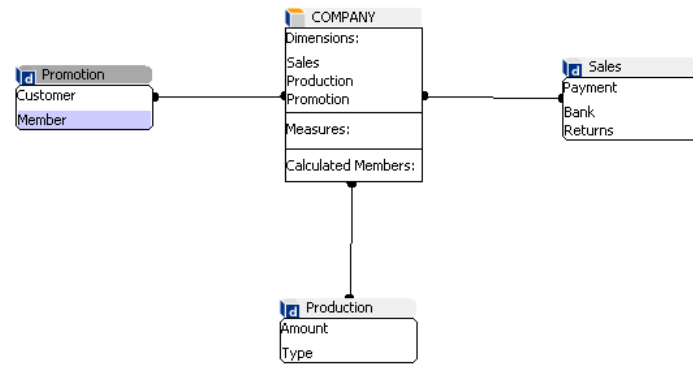 COMPANY
Dimensions:
Sales
Production
Promotion
Measures:
Calculated Members:
Promotion
Customer
Member
Sales
Payment
Bank
Returns
Production
Amount
Type